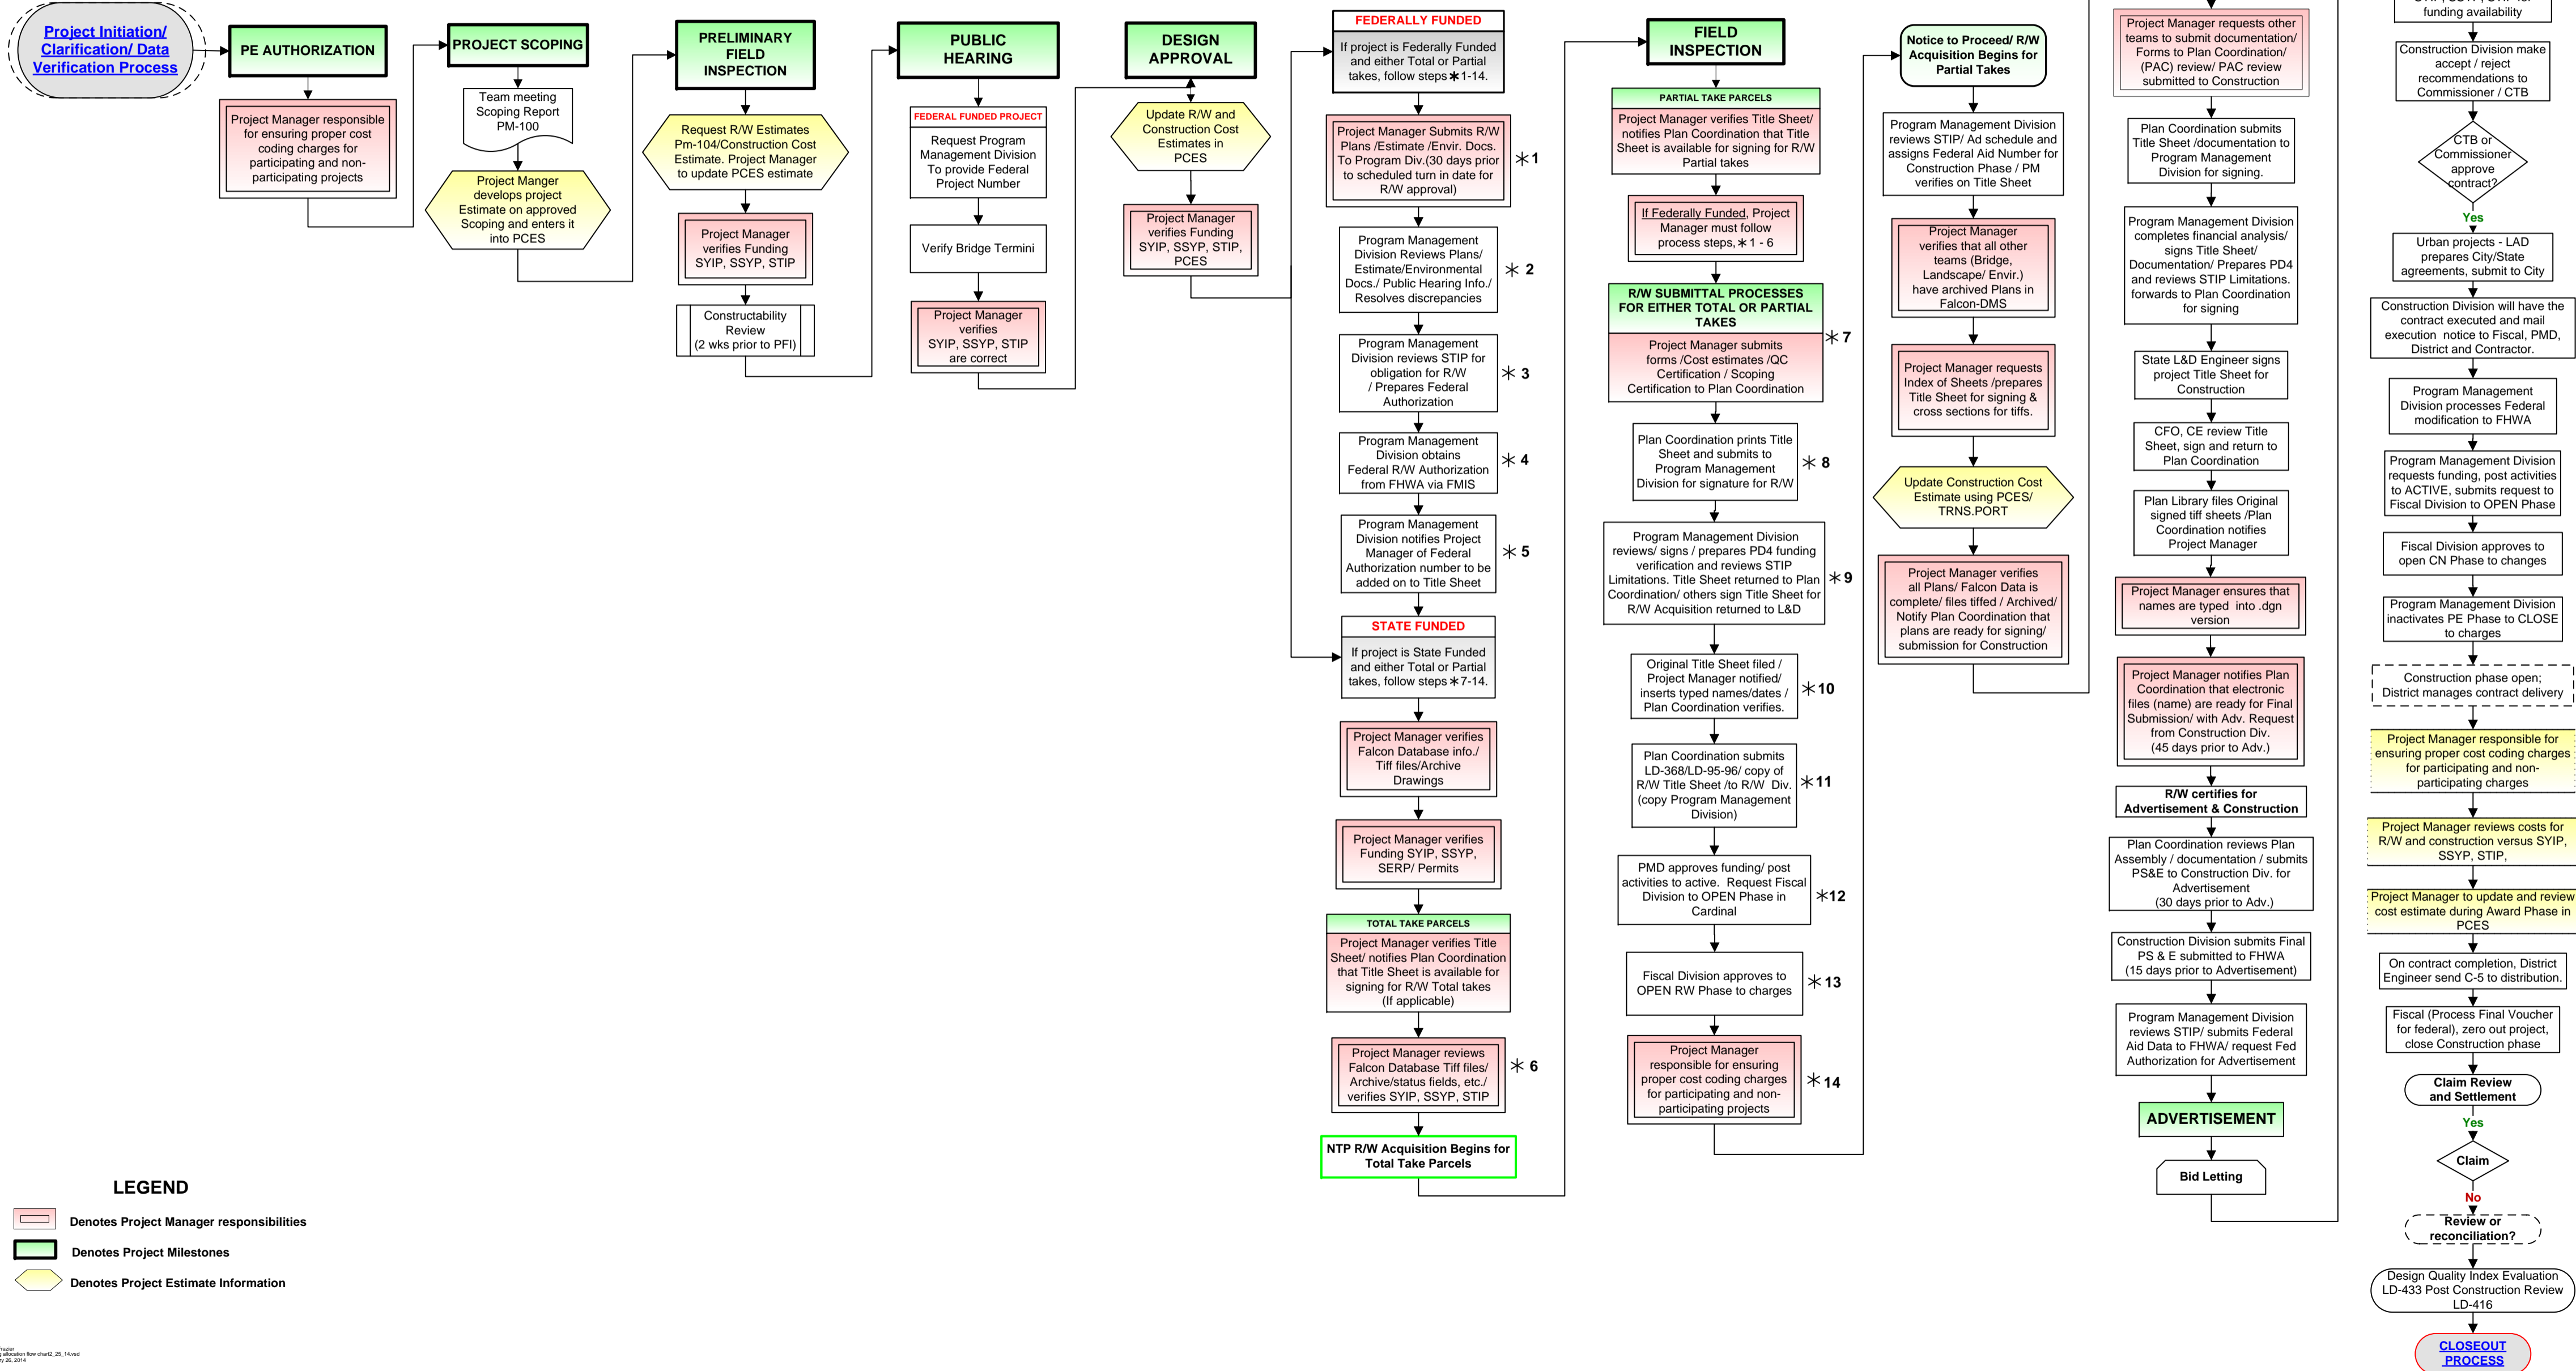 Project Initiation/
Clarification/ Data
Verification Process
PE AUTHORIZATION
Project Manager responsible
for ensuring proper cost
coding charges for
participating and non-
participating projects
PROJECT SCOPING
Team meeting
Scoping Report
PM-100
Project Manger
develops project
Estimate on approved
Scoping and enters it
into PCES
PRELIMINARY
FIELD
INSPECTION
Request R/W Estimates
Pm-104/Construction Cost
Estimate. Project Manager
to update PCES estimate
Project Manager
verifies Funding
SYIP, SSYP, STIP
Constructability
Review
(2 wks prior to PFI)
PUBLIC
HEARING
FEDERAL FUNDED PROJECT
Request Program
Management Division
To provide Federal
Project Number
Verify Bridge Termini
Project Manager
verifies
SYIP, SSYP, STIP
are correct
DESIGN
APPROVAL
Update R/W and
Construction Cost
Estimates in
PCES
Project Manager
verifies Funding
SYIP, SSYP, STIP,
PCES
FEDERALLY FUNDED
If project is Federally Funded
and either Total or Partial
takes, follow steps ∗1-14.
Project Manager Submits R/W
Plans /Estimate /Envir. Docs.
To Program Div.(30 days prior
to scheduled turn in date for
R/W approval)
∗1
Program Management
Division Reviews Plans/
Estimate/Environmental
Docs./ Public Hearing Info./
Resolves discrepancies
∗ 2
Program Management
Division reviews STIP for
obligation for R/W
/ Prepares Federal
Authorization
∗ 3
Program Management
Division obtains
Federal R/W Authorization
from FHWA via FMIS
∗ 4
Program Management
Division notifies Project
Manager of Federal
Authorization number to be
added on to Title Sheet
∗ 5
STATE FUNDED
If project is State Funded
and either Total or Partial
takes, follow steps ∗7-14.
Project Manager verifies
Falcon Database info./
Tiff files/Archive
Drawings
Project Manager verifies
Funding SYIP, SSYP,
SERP/ Permits
TOTAL TAKE PARCELS
Project Manager verifies Title
Sheet/ notifies Plan Coordination
that Title Sheet is available for
signing for R/W Total takes
(If applicable)
Project Manager reviews
Falcon Database Tiff files/
Archive/status fields, etc./
verifies SYIP, SSYP, STIP
∗ 6
NTP R/W Acquisition Begins for
Total Take Parcels
FIELD
INSPECTION
PARTIAL TAKE PARCELS
Project Manager verifies Title Sheet/
notifies Plan Coordination that Title
Sheet is available for signing for R/W
Partial takes
If Federally Funded, Project
Manager must follow
process steps, ∗ 1 - 6
R/W SUBMITTAL PROCESSES
FOR EITHER TOTAL OR PARTIAL
TAKES
Project Manager submits
forms /Cost estimates /QC
Certification / Scoping
Certification to Plan Coordination
∗ 7
Plan Coordination prints Title
Sheet and submits to
Program Management
Division for signature for R/W
∗ 8
Program Management Division
reviews/ signs / prepares PD4 funding
verification and reviews STIP
Limitations. Title Sheet returned to Plan
Coordination/ others sign Title Sheet for
R/W Acquisition returned to L&D
∗9
Original Title Sheet filed /
Project Manager notified/
inserts typed names/dates /
Plan Coordination verifies.
∗10
Plan Coordination submits
LD-368/LD-95-96/ copy of
R/W Title Sheet /to R/W Div.
(copy Program Management
Division)
∗11
PMD approves funding/ post
activities to active. Request Fiscal
Division to OPEN Phase in
Cardinal
∗12
Fiscal Division approves to
OPEN RW Phase to charges
∗13
Project Manager
responsible for ensuring
proper cost coding charges
for participating and non-
participating projects
∗14
Notice to Proceed/ R/W
Acquisition Begins for
Partial Takes
Program Management Division
reviews STIP/ Ad schedule and
assigns Federal Aid Number for
Construction Phase / PM
verifies on Title Sheet
Project Manager
verifies that all other
teams (Bridge,
Landscape/ Envir.)
have archived Plans in
Falcon-DMS
Project Manager requests
Index of Sheets /prepares
Title Sheet for signing &
cross sections for tiffs.
Update Construction Cost
Estimate using PCES/
TRNS.PORT
Project Manager verifies
all Plans/ Falcon Data is
complete/ files tiffed / Archived/
Notify Plan Coordination that
plans are ready for signing/
submission for Construction
Project Manager requests other
teams to submit documentation/
Forms to Plan Coordination/
(PAC) review/ PAC review
submitted to Construction
Plan Coordination submits
Title Sheet /documentation to
Program Management
Division for signing.
Program Management Division
completes financial analysis/
signs Title Sheet/
Documentation/ Prepares PD4
and reviews STIP Limitations.
forwards to Plan Coordination
for signing
State L&D Engineer signs
project Title Sheet for
Construction
CFO, CE review Title
Sheet, sign and return to
Plan Coordination
Plan Library files Original
signed tiff sheets /Plan
Coordination notifies
Project Manager
Project Manager ensures that
names are typed into .dgn
version
Project Manager notifies Plan
Coordination that electronic
files (name) are ready for Final
Submission/ with Adv. Request
from Construction Div.
(45 days prior to Adv.)
R/W certifies for
Advertisement & Construction
Plan Coordination reviews Plan
Assembly / documentation / submits
PS&E to Construction Div. for
Advertisement
(30 days prior to Adv.)
Construction Division submits Final
PS & E submitted to FHWA
(15 days prior to Advertisement)
Program Management Division
reviews STIP/ submits Federal
Aid Data to FHWA/ request Fed
Authorization for Advertisement
ADVERTISEMENT
Bid Letting
funding availability
Construction Division make
accept / reject
recommendations to
Commissioner / CTB
CTB or
Commissioner
approve
contract?
Yes
Urban projects - LAD
prepares City/State
agreements, submit to City
Construction Division will have the
contract executed and mail
execution notice to Fiscal, PMD,
District and Contractor.
Program Management
Division processes Federal
modification to FHWA
Program Management Division
requests funding, post activities
to ACTIVE, submits request to
Fiscal Division to OPEN Phase
Fiscal Division approves to
open CN Phase to changes
Program Management Division
inactivates PE Phase to CLOSE
to charges
Construction phase open;
District manages contract delivery
Project Manager responsible for
ensuring proper cost coding charges
for participating and non-
participating charges
Project Manager reviews costs for
R/W and construction versus SYIP,
SSYP, STIP,
Project Manager to update and review
cost estimate during Award Phase in
PCES
On contract completion, District
Engineer send C-5 to distribution.
Fiscal (Process Final Voucher
for federal), zero out project,
close Construction phase
Claim Review
and Settlement
Yes
Claim
No
Review or
reconciliation?
Design Quality Index Evaluation
LD-433 Post Construction Review
LD-416
CLOSEOUT
PROCESS
LEGEND
Denotes Project Manager responsibilities
Denotes Project Milestones
Denotes Project Estimate Information
allocation flow chart2_25_14.vsd
26, 2014